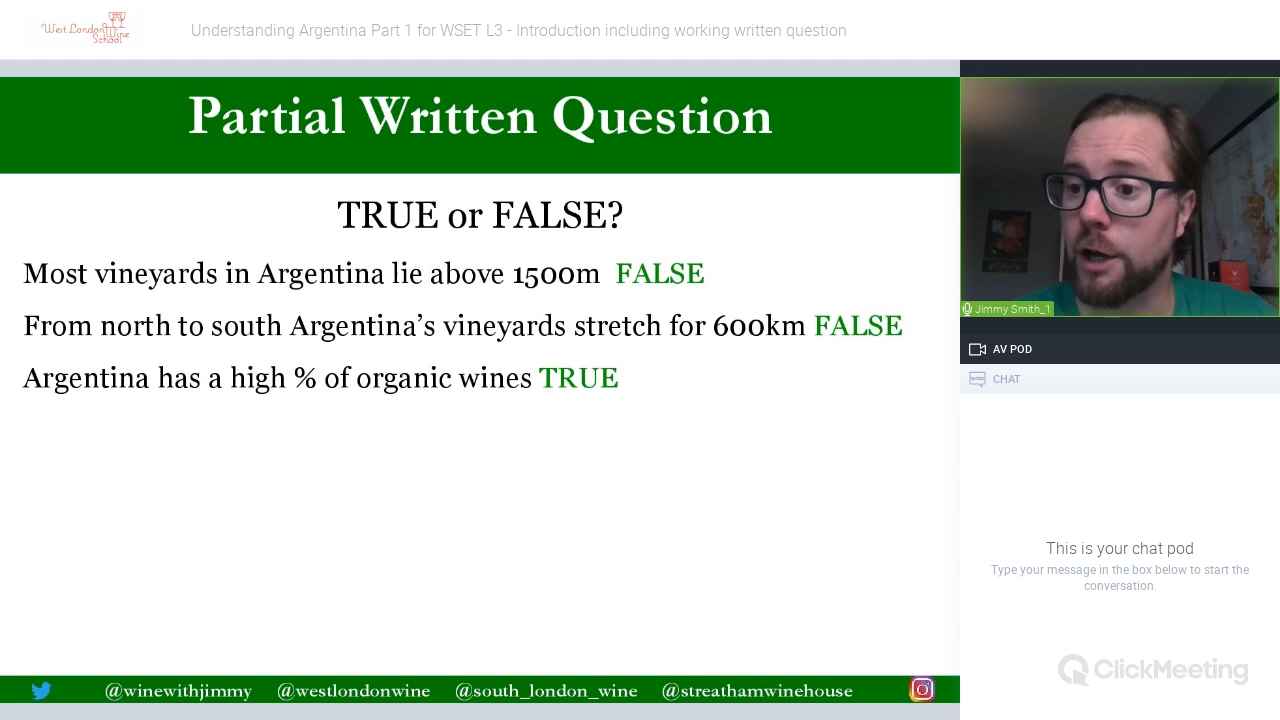 West London Wine School
Understanding Argentina Part 1 for WSET L3 - Introduction including working written question
Partial Written Question
TRUE or FALSE?
Most vineyards in Argentina lie above 1500m FALSE
From north to south Argentina’s vineyards stretch for 600km FALSE
Argentina has a high % of organic wines TRUE
@winewithjimmy @westlondonwine @south_london_wine @streathamwinehouse
Jimmy Smith_1
AV POD
CHAT
This is your chat pod
Type your message in the box below to start the
conversation.
ClickMeeting